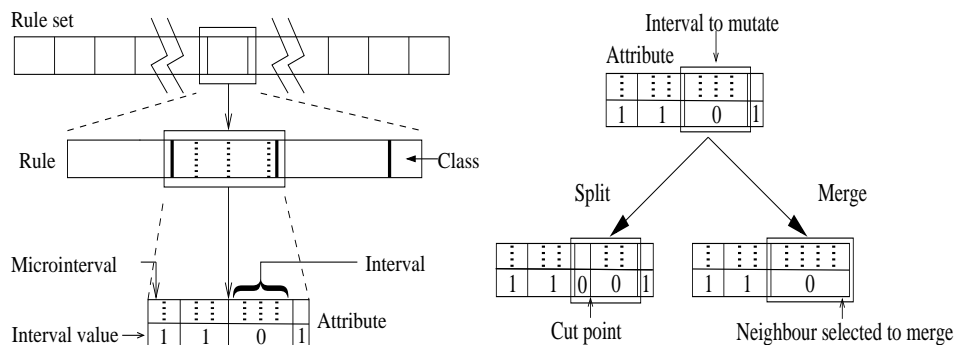 Rule set
Rule
Class
Microinterval
Interval
Interval value
1 1 0 1
Attribute
Interval to mutate
Attribute
1 1 0 1
Split
Merge
1 1 0 0 1
1 1 0
Cut point
Neighbour selected to merge